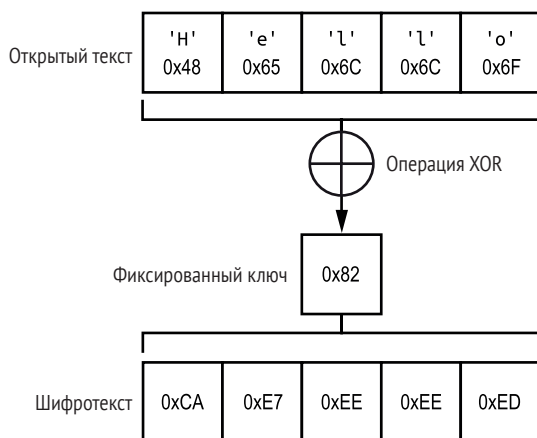 'H' 'e' 'l' 'l' 'o'
Открытый текст 0x48 0x65 0x6C 0x6C 0x6F
Операция XOR
Фиксированный ключ 0x82
Шифротекст 0xCA 0xE7 0xEE 0xEE 0xED